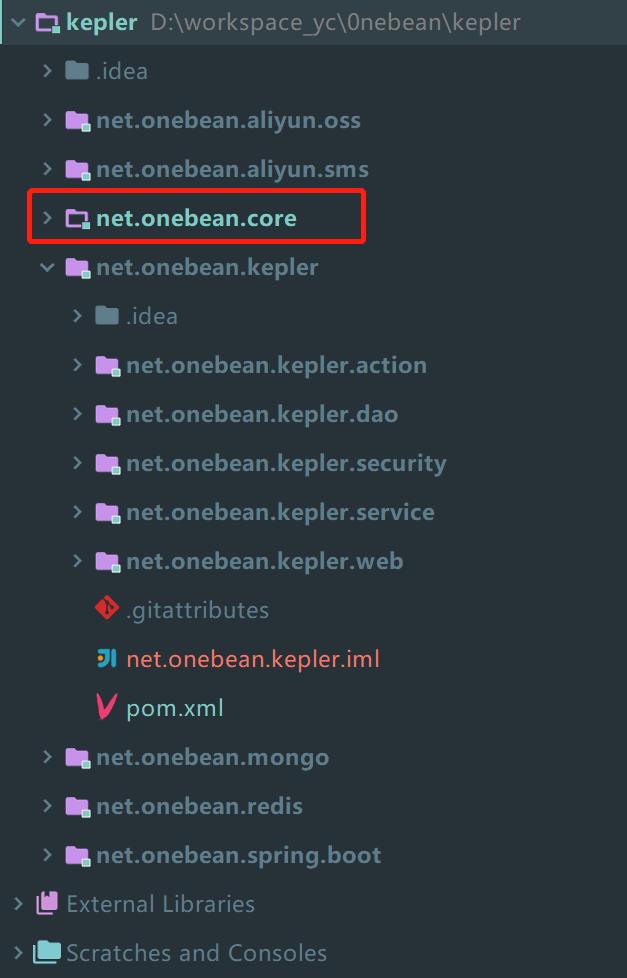 kepler D:\workspace_yc\0nebean\kepler
.idea
net.onebean.aliyun.oss
net.onebean.aliyun.sms
net.onebean.core
net.onebean.kepler
.idea
net.onebean.kepler.action
net.onebean.kepler.dao
net.onebean.kepler.security
net.onebean.kepler.service
net.onebean.kepler.web
.gitattributes
net.onebean.kepler.iml
pom.xml
net.onebean.mongo
net.onebean.redis
net.onebean.spring.boot
External Libraries
Scratches and Consoles